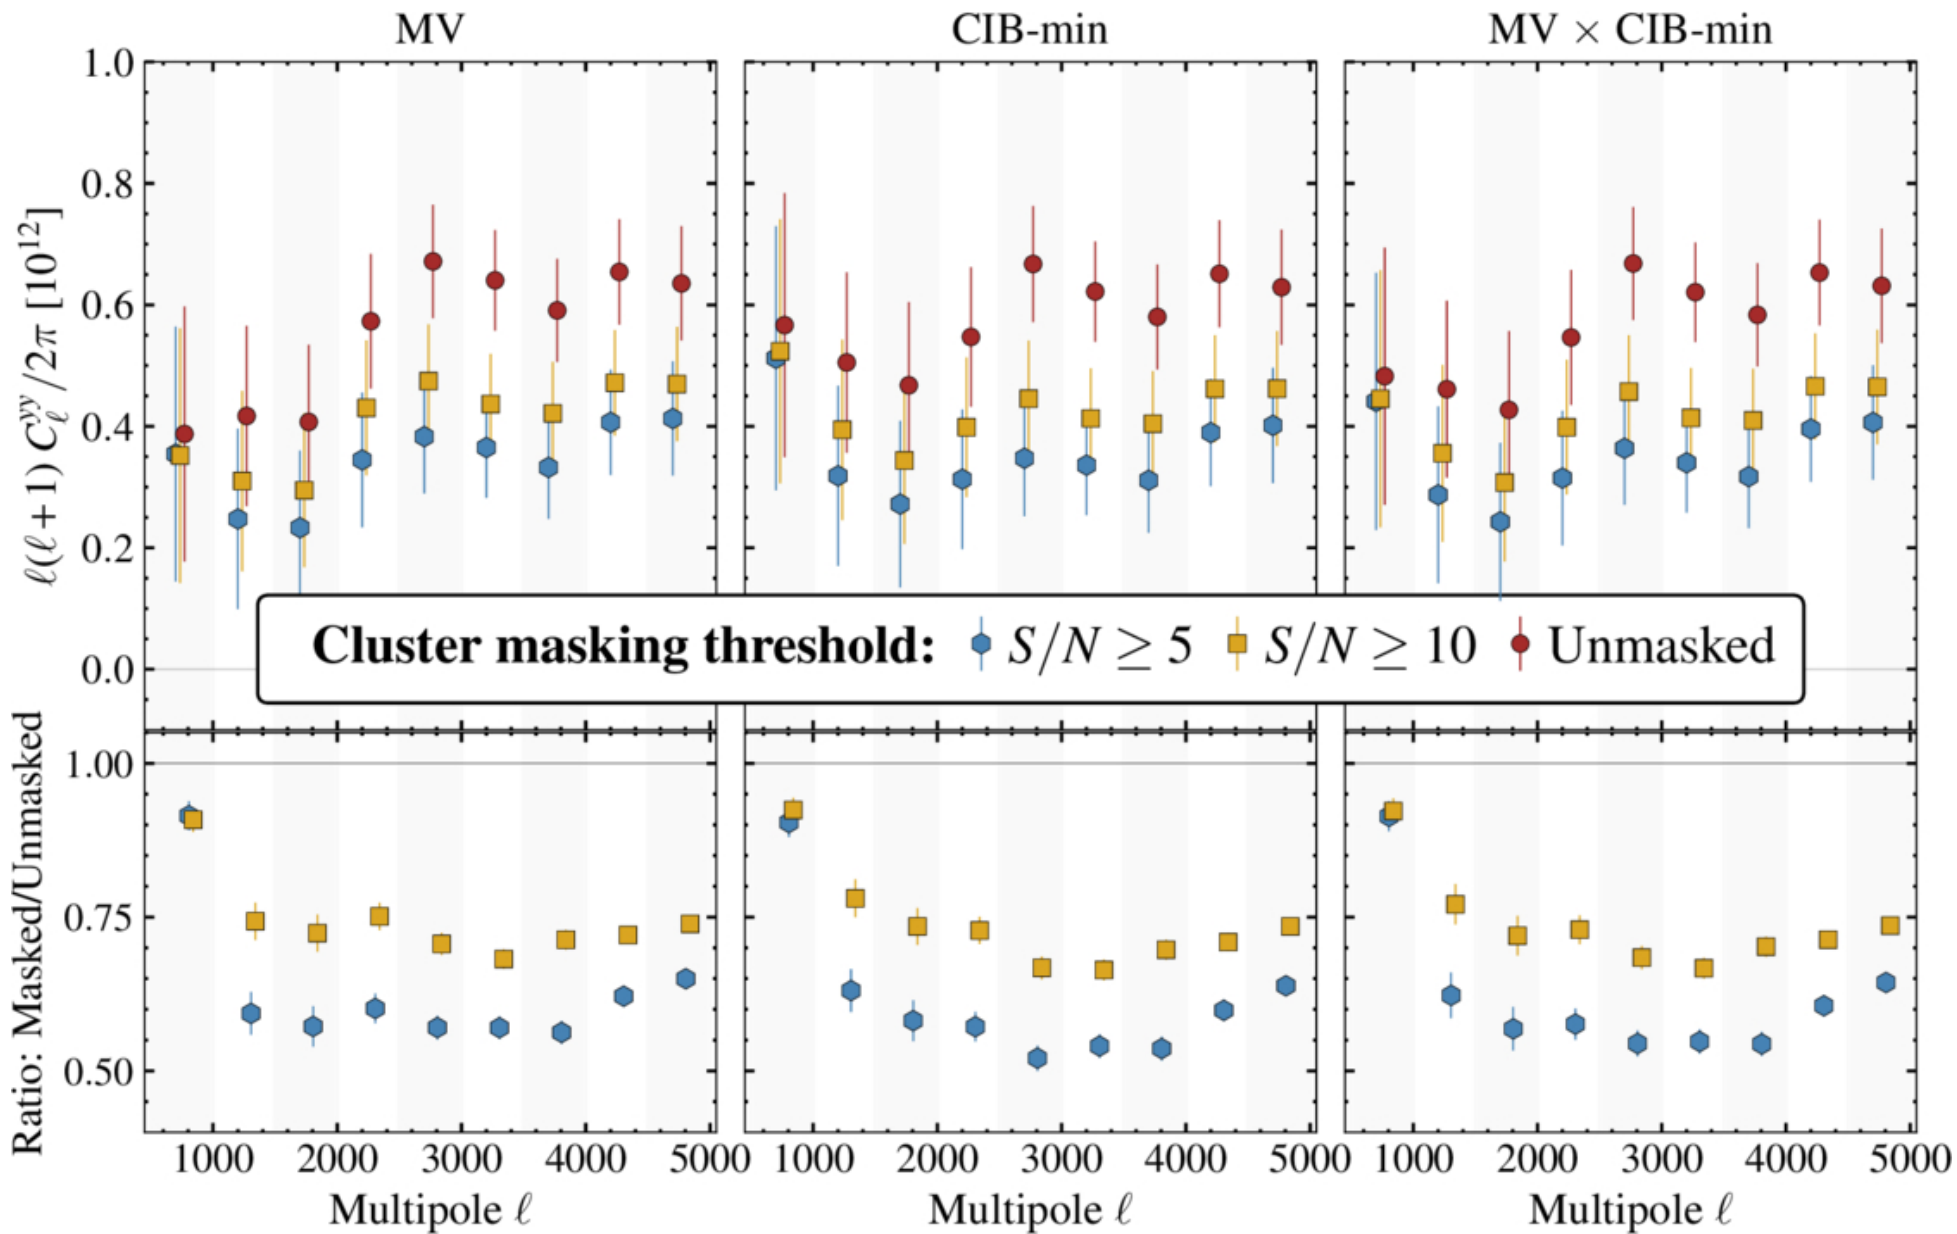 MV
CIB-min
MV × CIB-min
ℓ(ℓ+1) C_ℓ^{yy}/2π [10^{12}]
1.0
0.8
0.6
0.4
0.2
0.0
Cluster masking threshold: S/N ≥ 5 S/N ≥ 10 Unmasked
Ratio: Masked/Unmasked
1.00
0.75
0.50
1000 2000 3000 4000 5000
1000 2000 3000 4000 5000
1000 2000 3000 4000 5000
Multipole ℓ
Multipole ℓ
Multipole ℓ